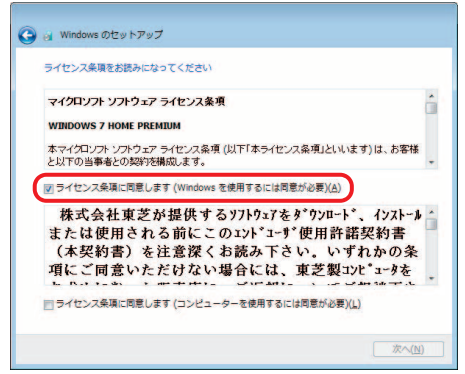 Windows のセットアップ
ライセンス条項をお読みになってください
マイクロソフト ソフトウェア ライセンス条項
WINDOWS 7 HOME PREMIUM
本マイクロソフト ソフトウェア ライセンス条項 (以下「本ライセンス条項」といいます) は、お客様
と以下の当事者との契約を構成します。
ライセンス条項に同意します (Windows を使用するには同意が必要)(A)
株式会社東芝が提供するソフトウェアをダウンロード、インストール
または使用される前にこのエンドユーザ使用許諾契約書
（本契約書）を注意深くお読み下さい。いずれかの条
項にご同意いただけない場合には、東芝製コンピュータを
ライセンス条項に同意します (コンピューターを使用するには同意が必要)(L)
次へ(N)